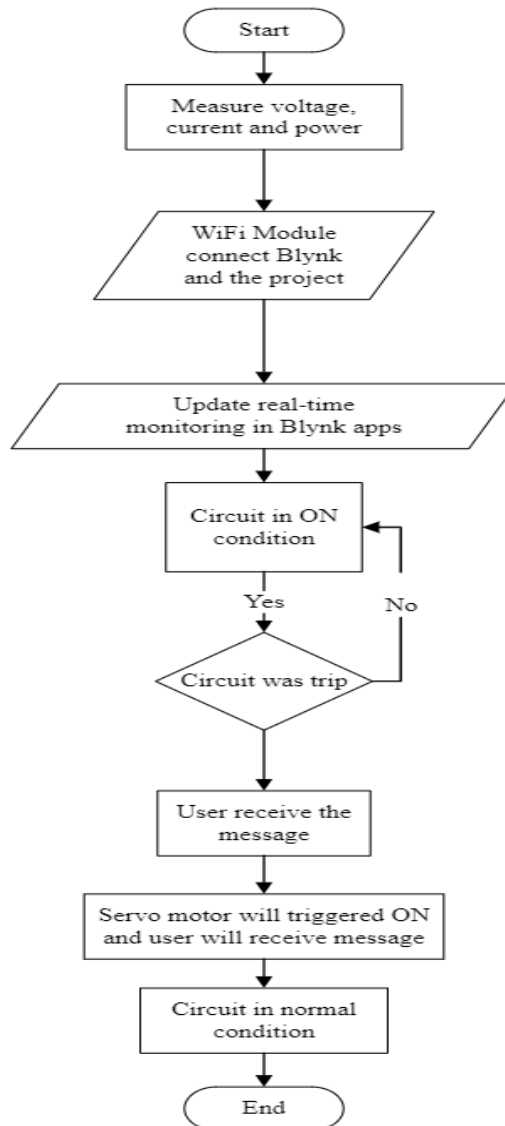 Start
Measure voltage,
current and power
WiFi Module
connect Blynk
and the project
Update real-time
monitoring in Blynk apps
Circuit in ON
condition
Yes
No
Circuit was trip
User receive the
message
Servo motor will triggered ON
and user will receive message
Circuit in normal
condition
End